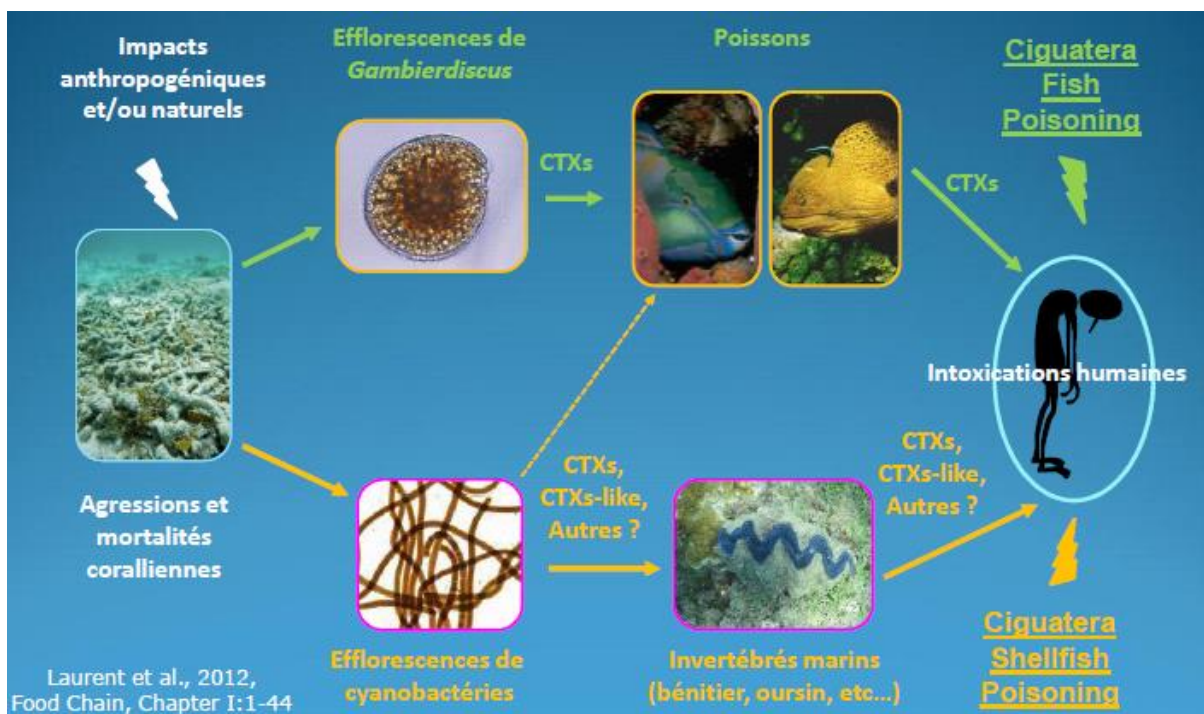 Impacts
anthropogéniques
et/ou naturels
Efflorescences de
Gambierdiscus
Poissons
Ciguatera
Fish
Poisoning
CTXs
CTXs
Intoxications humaines
CTXs,
CTXs-like,
Autres ?
CTXs,
CTXs-like,
Autres ?
Agressions et
mortalités
coralliennes
Efflorescences de
cyanobactéries
Invertébrés marins
(bénitier, oursin, etc...)
Ciguatera
Shellfish
Poisoning
Laurent et al., 2012,
Food Chain, Chapter I:1-44